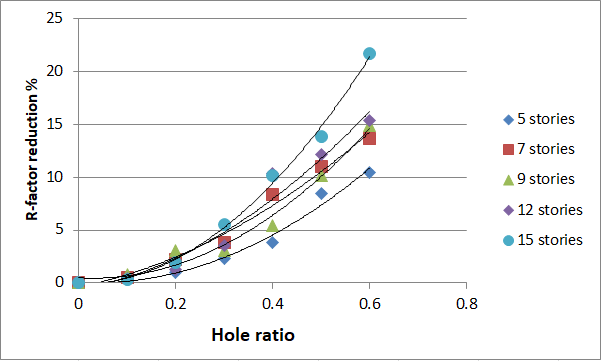 25
20
15
10
5
0
R-factor reduction %
0 0.2 0.4 0.6 0.8
Hole ratio
5 stories
7 stories
9 stories
12 stories
15 stories